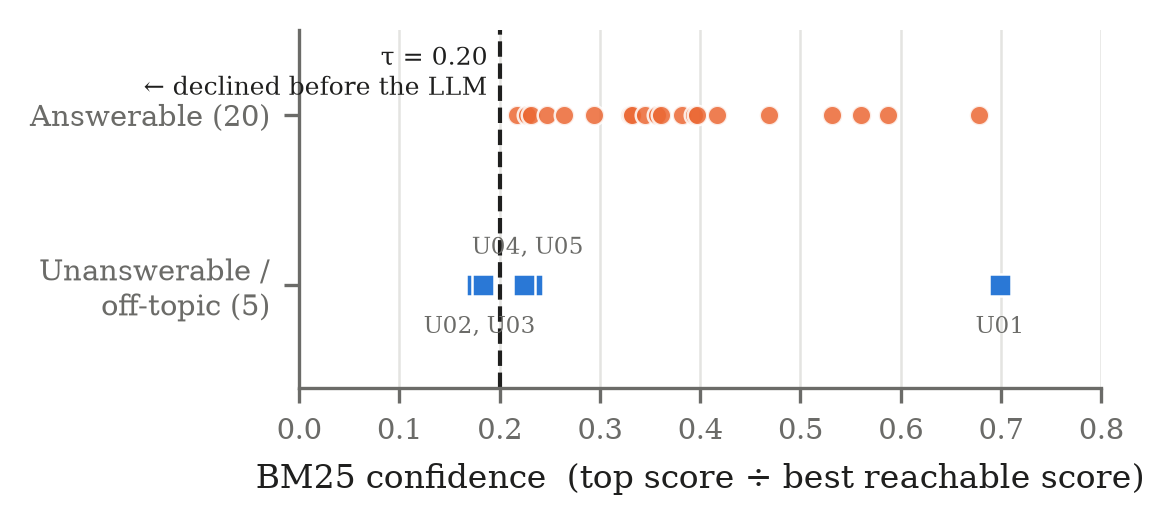 τ = 0.20
← declined before the LLM
Answerable (20)
U04, U05
Unanswerable /
off-topic (5)
U02, U03
U01
0.0 0.1 0.2 0.3 0.4 0.5 0.6 0.7 0.8
BM25 confidence (top score ÷ best reachable score)